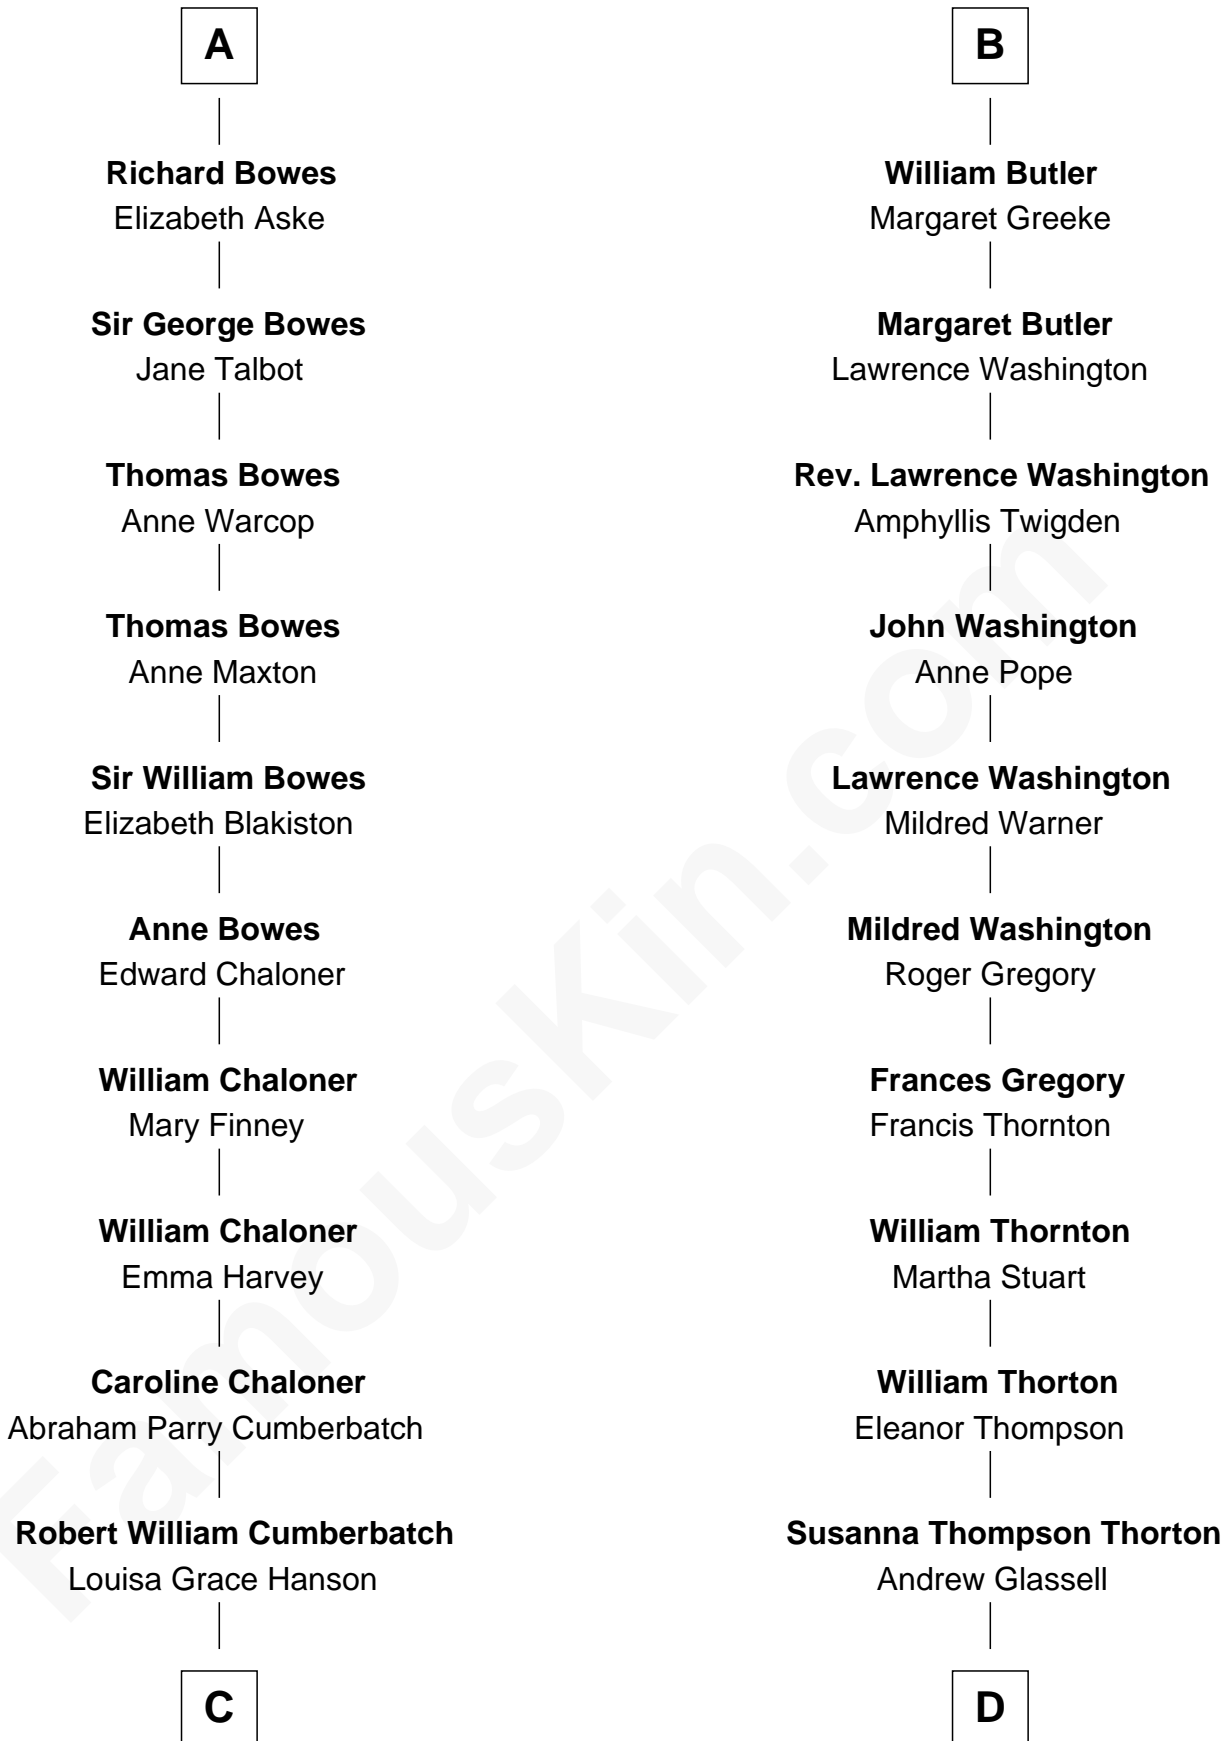 A
Richard Bowes
Elizabeth Aske
Sir George Bowes
Jane Talbot
Thomas Bowes
Anne Warcop
Thomas Bowes
Anne Maxton
Sir William Bowes
Elizabeth Blakiston
Anne Bowes
Edward Chaloner
William Chaloner
Mary Finney
William Chaloner
Emma Harvey
Caroline Chaloner
Abraham Parry Cumberbatch
Robert William Cumberbatch
Louisa Grace Hanson
C
B
William Butler
Margaret Greeke
Margaret Butler
Lawrence Washington
Rev. Lawrence Washington
Amphyllis Twigden
John Washington
Anne Pope
Lawrence Washington
Mildred Warner
Mildred Washington
Roger Gregory
Frances Gregory
Francis Thornton
William Thornton
Martha Stuart
William Thorton
Eleanor Thompson
Susanna Thompson Thorton
Andrew Glassell
D
FamousKin.com